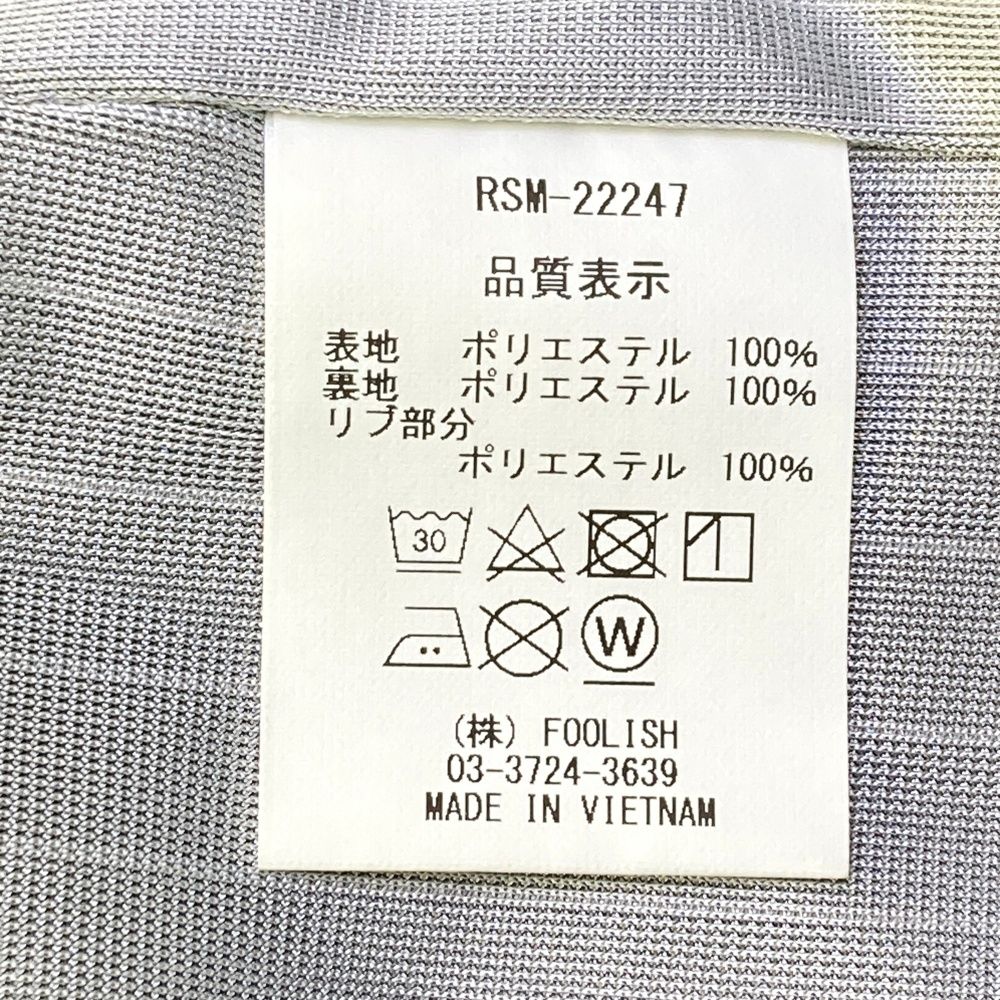 RSM-22247
品質表示
表地 ポリエステル 100%
裏地 ポリエステル 100%
リブ部分
ポリエステル 100%
30
W
(株) FOOLISH
03-3724-3639
MADE IN VIETNAM